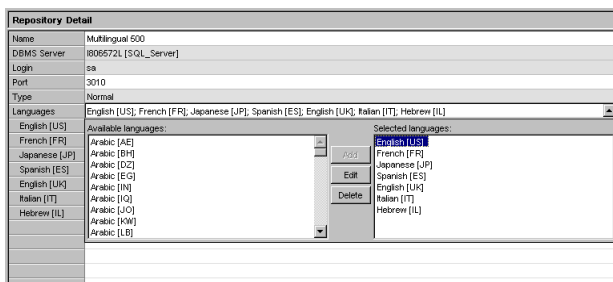 Repository Detail
Name Multilingual 500
DBMS Server I806572L [SQL_Server]
Login sa
Port 3010
Type Normal
Languages English [US]; French [FR]; Japanese [JP]; Spanish [ES]; English [UK]; Italian [IT]; Hebrew [IL]
English [US]
French [FR]
Japanese [JP]
Spanish [ES]
English [UK]
Italian [IT]
Hebrew [IL]
Available languages:
Arabic [AE]
Arabic [BH]
Arabic [DZ]
Arabic [EG]
Arabic [IN]
Arabic [IQ]
Arabic [JO]
Arabic [KW]
Arabic [LB]
Add
Edit
Delete
Selected languages:
English [US]
French [FR]
Japanese [JP]
Spanish [ES]
English [UK]
Italian [IT]
Hebrew [IL]